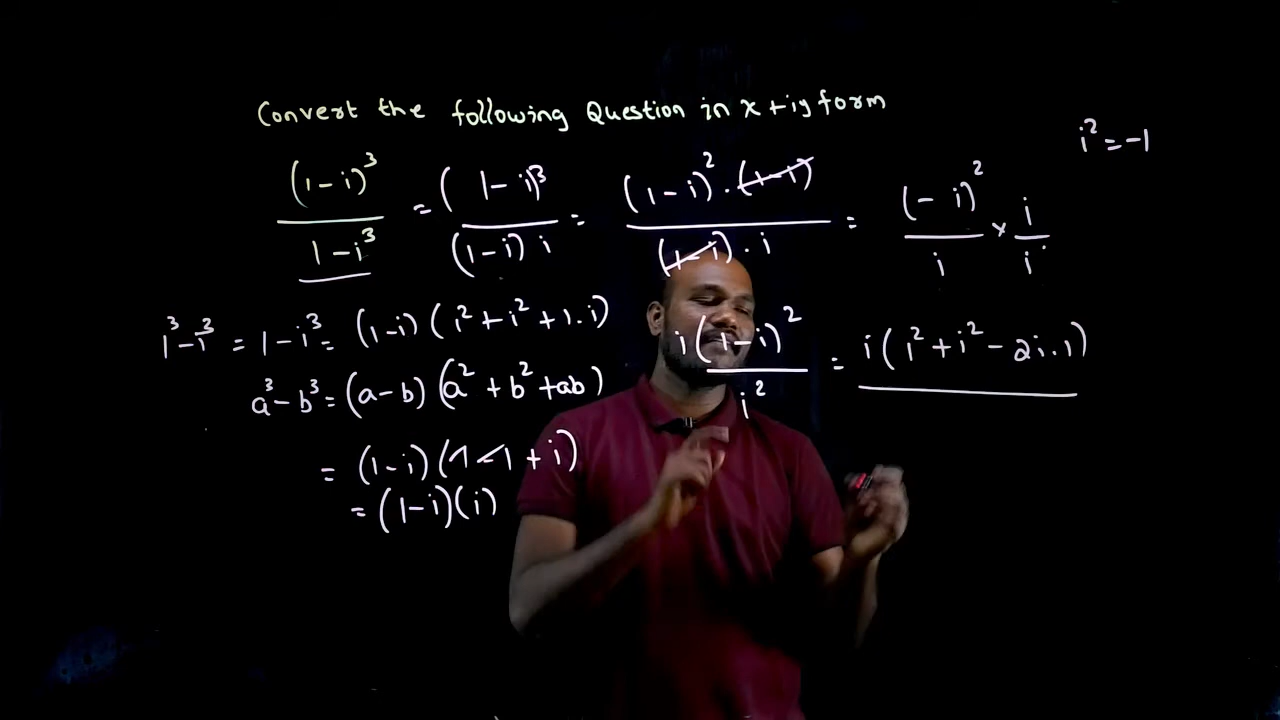 Convert the following Question in x + iy form
i² = -1
(1-i)³ / 1-i³ = (1-i)³ / (1-i) i = (1-i)² · (1-i) / (1-i) · i = (-i)² / i × i / i
1³-i³ = 1-i³ = (1-i) (1² + i² + 1.i)
i(1-i)² / i² = i(1² + i² - 2i.1)
a³-b³ = (a-b) (a² + b² + ab)
= (1-i) (1-1 + i)
= (1-i)(i)